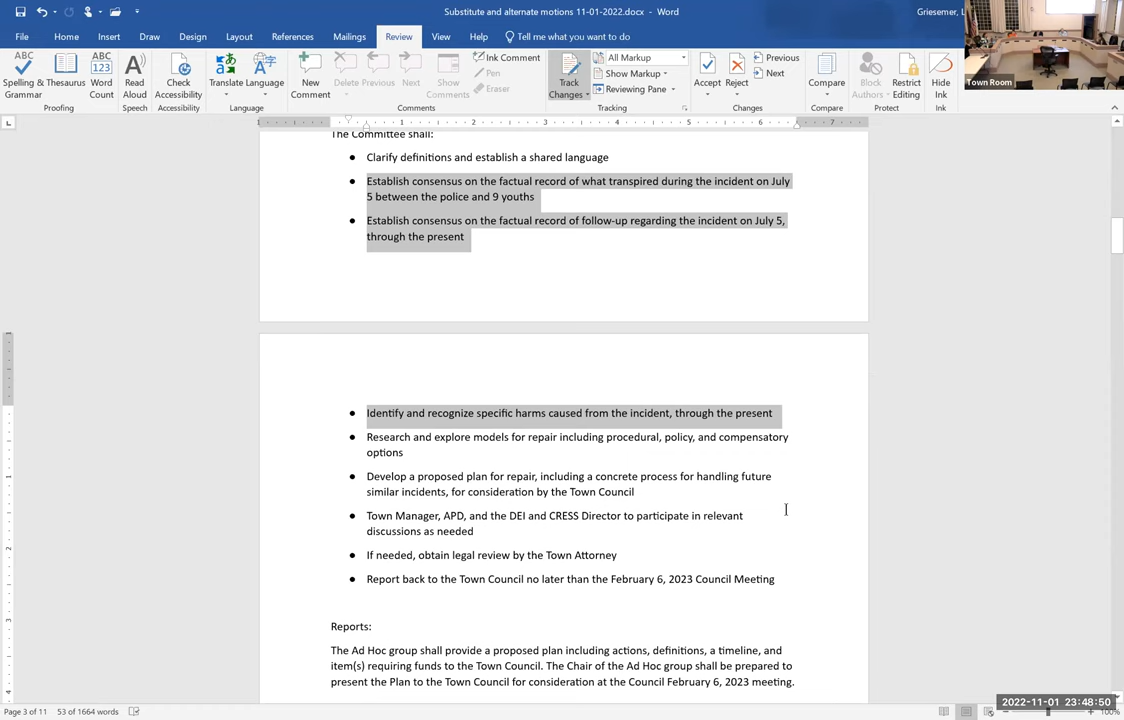 Substitute and alternate motions 11-01-2022.docx - Word
Griesemer, L
File Home Insert Draw Design Layout References Mailings Review View Help Tell me what you want to do
Town Room
Spelling & Grammar
Thesaurus
Word Count
Proofing
Read Aloud
Speech
Check Accessibility
Accessibility
Translate
Language
Language
New Comment
Delete
Previous
Next
Show Comments
Ink Comment
Pen
Eraser
Comments
Track Changes
All Markup
Show Markup
Reviewing Pane
Tracking
Accept
Reject
Previous
Next
Changes
Compare
Compare
Block Authors
Restrict Editing
Protect
Hide Ink
Ink
1 2 3 4 5 6 7
The Committee shall:
● Clarify definitions and establish a shared language
● Establish consensus on the factual record of what transpired during the incident on July
5 between the police and 9 youths
● Establish consensus on the factual record of follow-up regarding the incident on July 5,
through the present
● Identify and recognize specific harms caused from the incident, through the present
● Research and explore models for repair including procedural, policy, and compensatory
options
● Develop a proposed plan for repair, including a concrete process for handling future
similar incidents, for consideration by the Town Council
● Town Manager, APD, and the DEI and CRESS Director to participate in relevant
discussions as needed
● If needed, obtain legal review by the Town Attorney
● Report back to the Town Council no later than the February 6, 2023 Council Meeting
Reports:
The Ad Hoc group shall provide a proposed plan including actions, definitions, a timeline, and
item(s) requiring funds to the Town Council. The Chair of the Ad Hoc group shall be prepared to
present the Plan to the Town Council for consideration at the Council February 6, 2023 meeting.
2022-11-01 23:48:50
Page 3 of 11 53 of 1664 words
100%